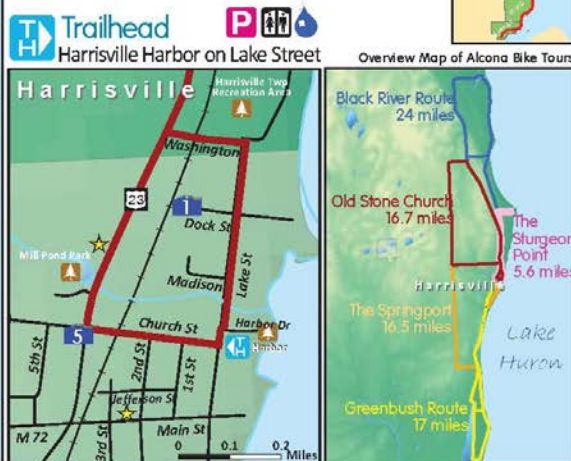 TH Trailhead P
Harrisville Harbor on Lake Street
Overview Map of Alcona Bike Tours
Harrisville
Harrisville Two
Recreation Area
Washington
23
1
Dock St
Mill Pond Park
Madison
Lake St
Church St
Harbor Dr
5
TH Harbor
5th St
2nd St
1st St
Jefferson St
M 72
3rd St
Main St
0 0.1 0.2
Miles
Black River Route
24 miles
Old Stone Church
16.7 miles
The
Sturgeon
Point
5.6 miles
Harrisville
The Springport
16.5 miles
Lake
Huron
Greenbush Route
17 miles